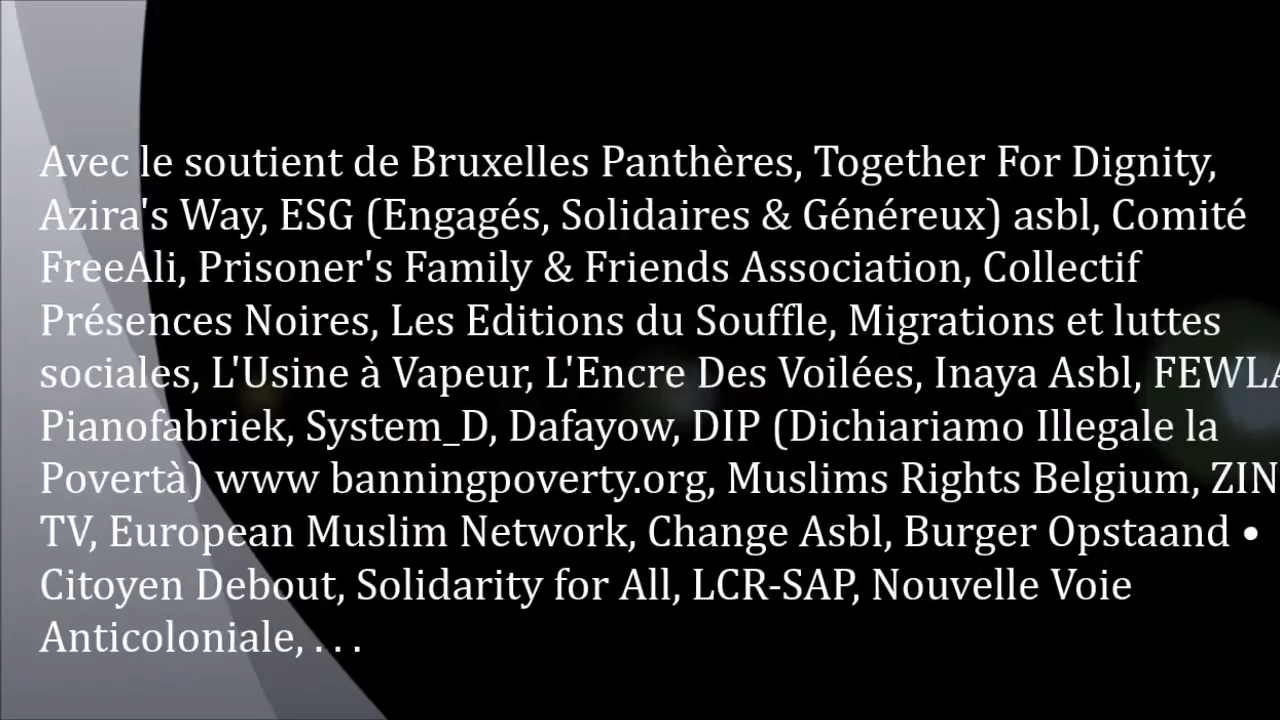 Avec le soutient de Bruxelles Panthères, Together For Dignity,
Azira's Way, ESG (Engagés, Solidaires & Généreux) asbl, Comité
FreeAli, Prisoner's Family & Friends Association, Collectif
Présences Noires, Les Editions du Souffle, Migrations et luttes
sociales, L'Usine à Vapeur, L'Encre Des Voilées, Inaya Asbl, FEWLA
Pianofabriek, System_D, Dafayow, DIP (Dichiariamo Illegale la
Povertà) www banningpoverty.org, Muslims Rights Belgium, ZIN
TV, European Muslim Network, Change Asbl, Burger Opstaand •
Citoyen Debout, Solidarity for All, LCR-SAP, Nouvelle Voie
Anticoloniale, . . .